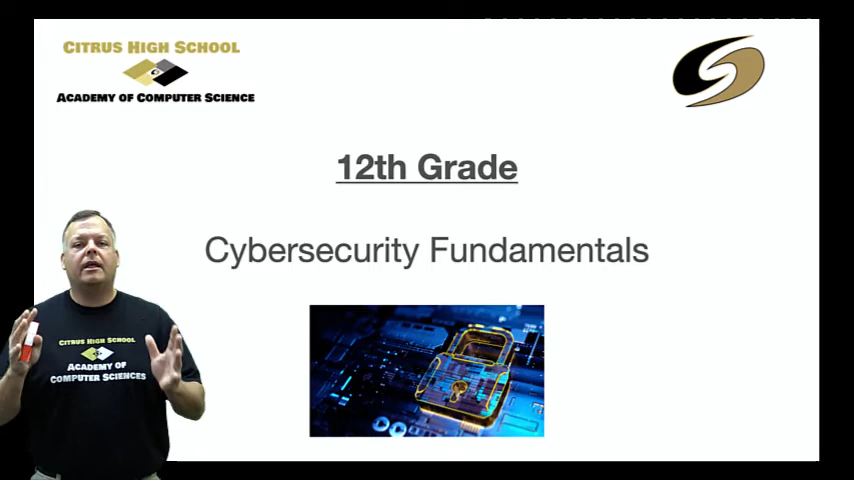 CITRUS HIGH SCHOOL
ACADEMY OF COMPUTER SCIENCE
12th Grade
Cybersecurity Fundamentals
CITRUS HIGH SCHOOL
ACADEMY OF
COMPUTER SCIENCES